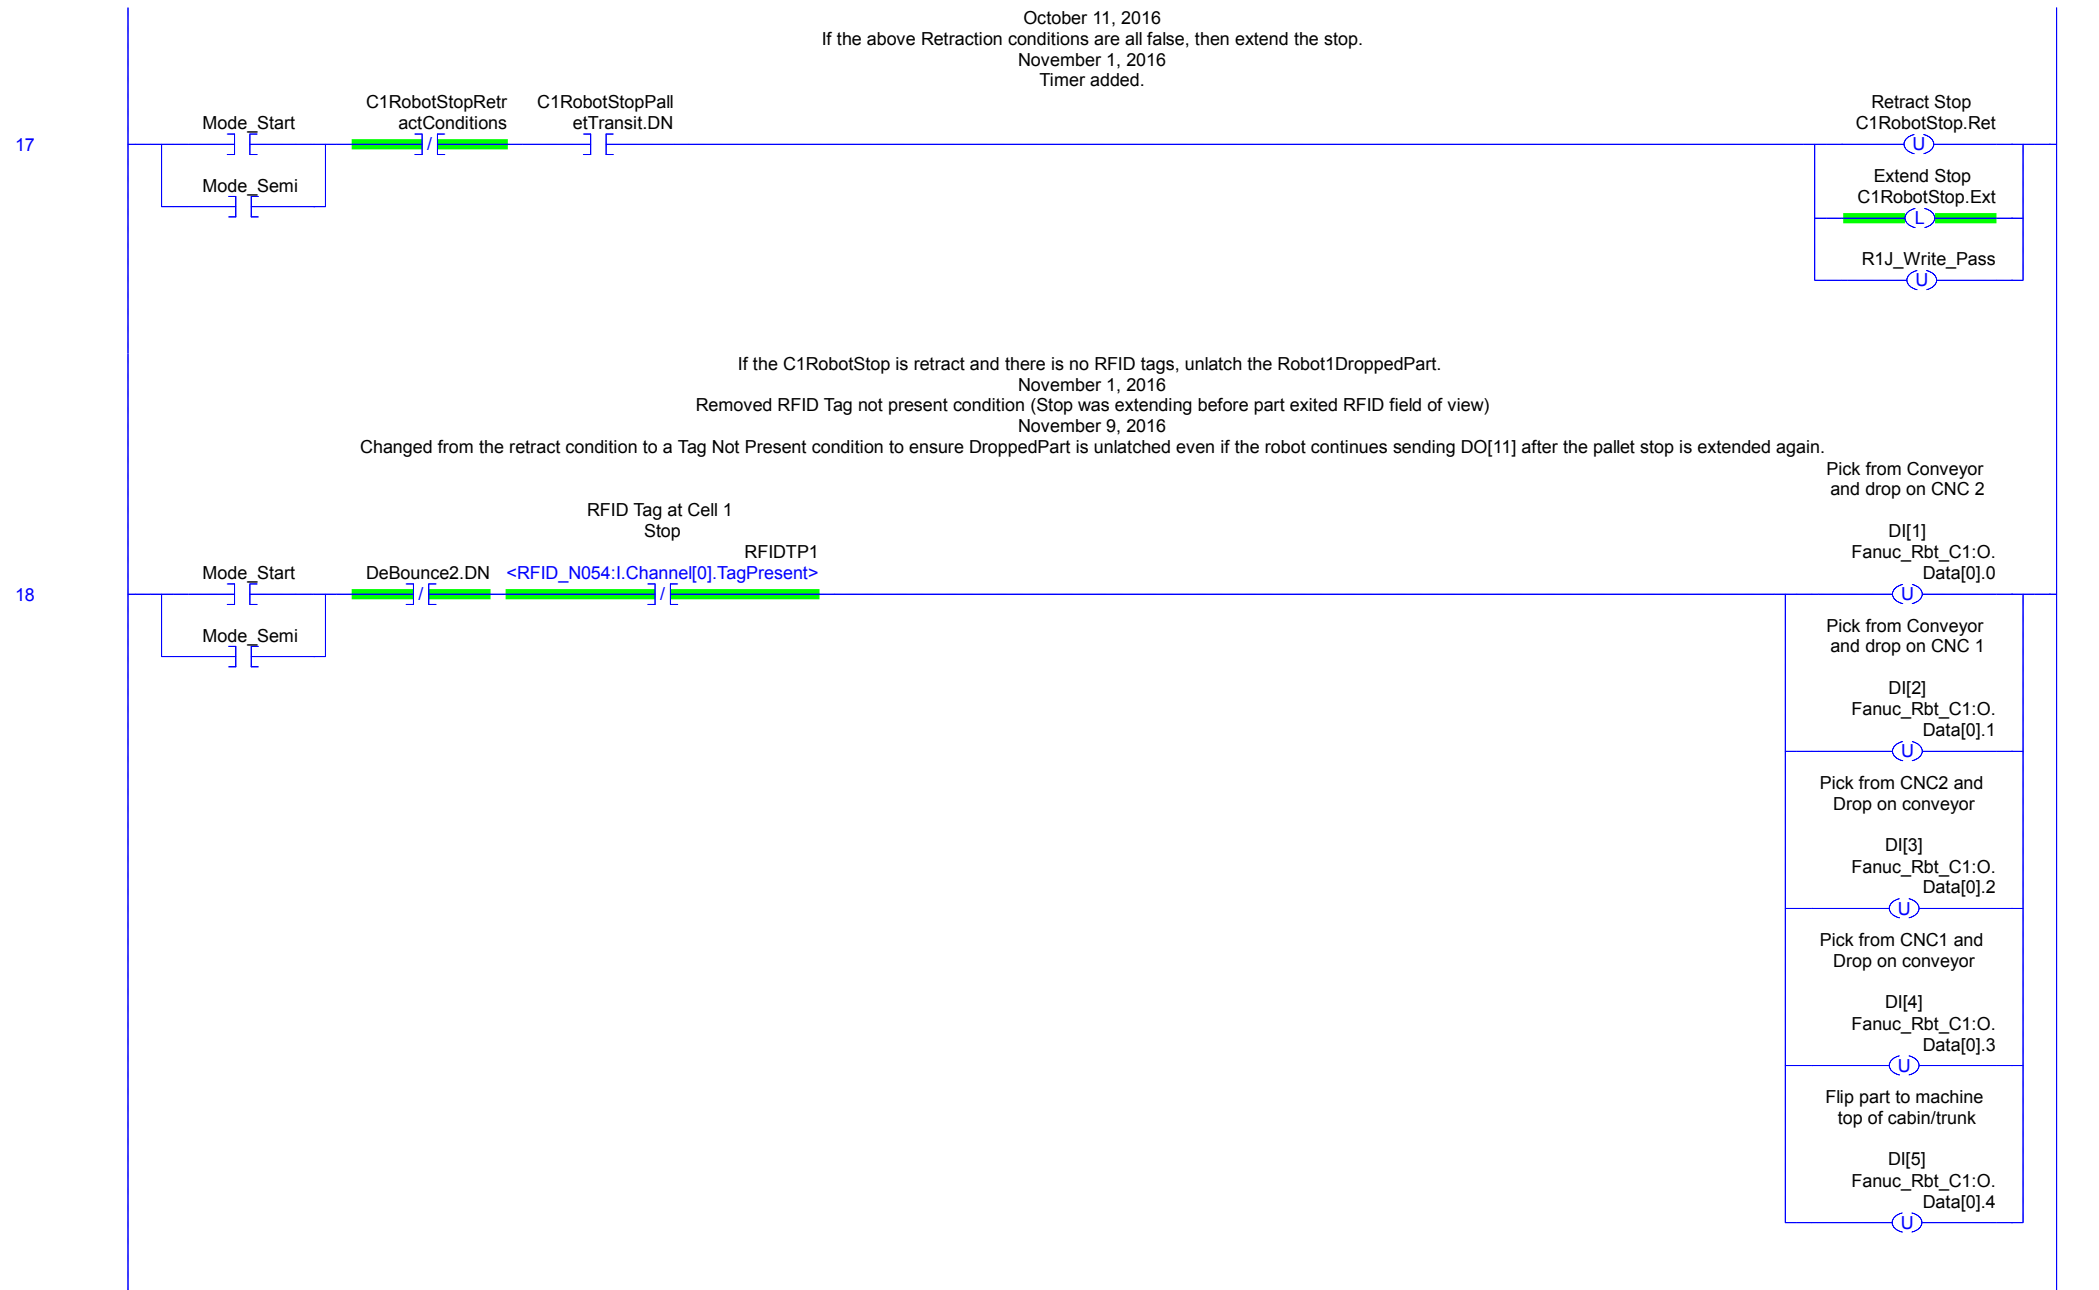 October 11, 2016
If the above Retraction conditions are all false, then extend the stop.
November 1, 2016
Timer added.
17
Mode_Start
C1RobotStopRetr
actConditions
C1RobotStopPall
etTransit.DN
Retract Stop
C1RobotStop.Ret
/
U
Mode_Semi
Extend Stop
C1RobotStop.Ext
L
R1J_Write_Pass
U
If the C1RobotStop is retract and there is no RFID tags, unlatch the Robot1DroppedPart.
November 1, 2016
Removed RFID Tag not present condition (Stop was extending before part exited RFID field of view)
November 9, 2016
Changed from the retract condition to a Tag Not Present condition to ensure DroppedPart is unlatched even if the robot continues sending DO[11] after the pallet stop is extended again.
18
Mode_Start
DeBounce2.DN
RFID Tag at Cell 1
Stop
RFIDTP1
<RFID_N054:I.Channel[0].TagPresent>
/
/
Mode_Semi
Pick from Conveyor
and drop on CNC 2
DI[1]
Fanuc_Rbt_C1:O.
Data[0].0
U
Pick from Conveyor
and drop on CNC 1
DI[2]
Fanuc_Rbt_C1:O.
Data[0].1
U
Pick from CNC2 and
Drop on conveyor
DI[3]
Fanuc_Rbt_C1:O.
Data[0].2
U
Pick from CNC1 and
Drop on conveyor
DI[4]
Fanuc_Rbt_C1:O.
Data[0].3
U
Flip part to machine
top of cabin/trunk
DI[5]
Fanuc_Rbt_C1:O.
Data[0].4
U